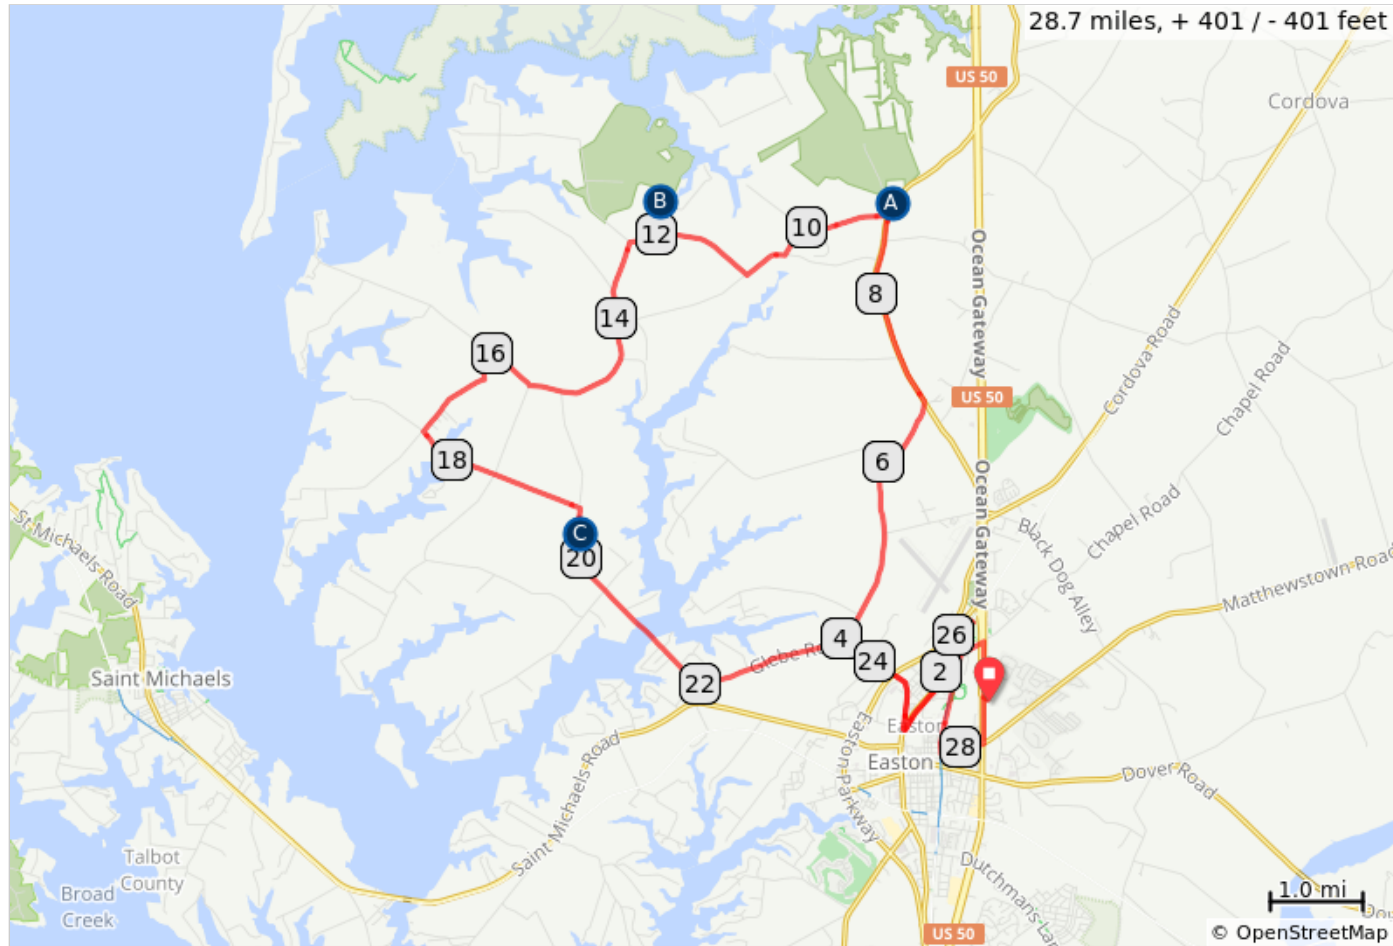 28.7 miles, + 401 / - 401 feet
US 50
Cordova
B
A
12
10
Ocean Gateway
8
14
16
Cordova Road
Chapel Road
US 50
18
6
Ocean Gateway
St Michaels Road
C
20
Black Dog Alley
Chapel Road
Matthewstown Road
4
26
Glebe R
24
2
22
Saint Michaels
Easton
28
Easton
Easton Parkway
Saint Michaels Road
Dover Road
Talbot
County
Broad
Creek
Dutchmans La
US 50
1.0 mi
Do
© OpenStreetMap